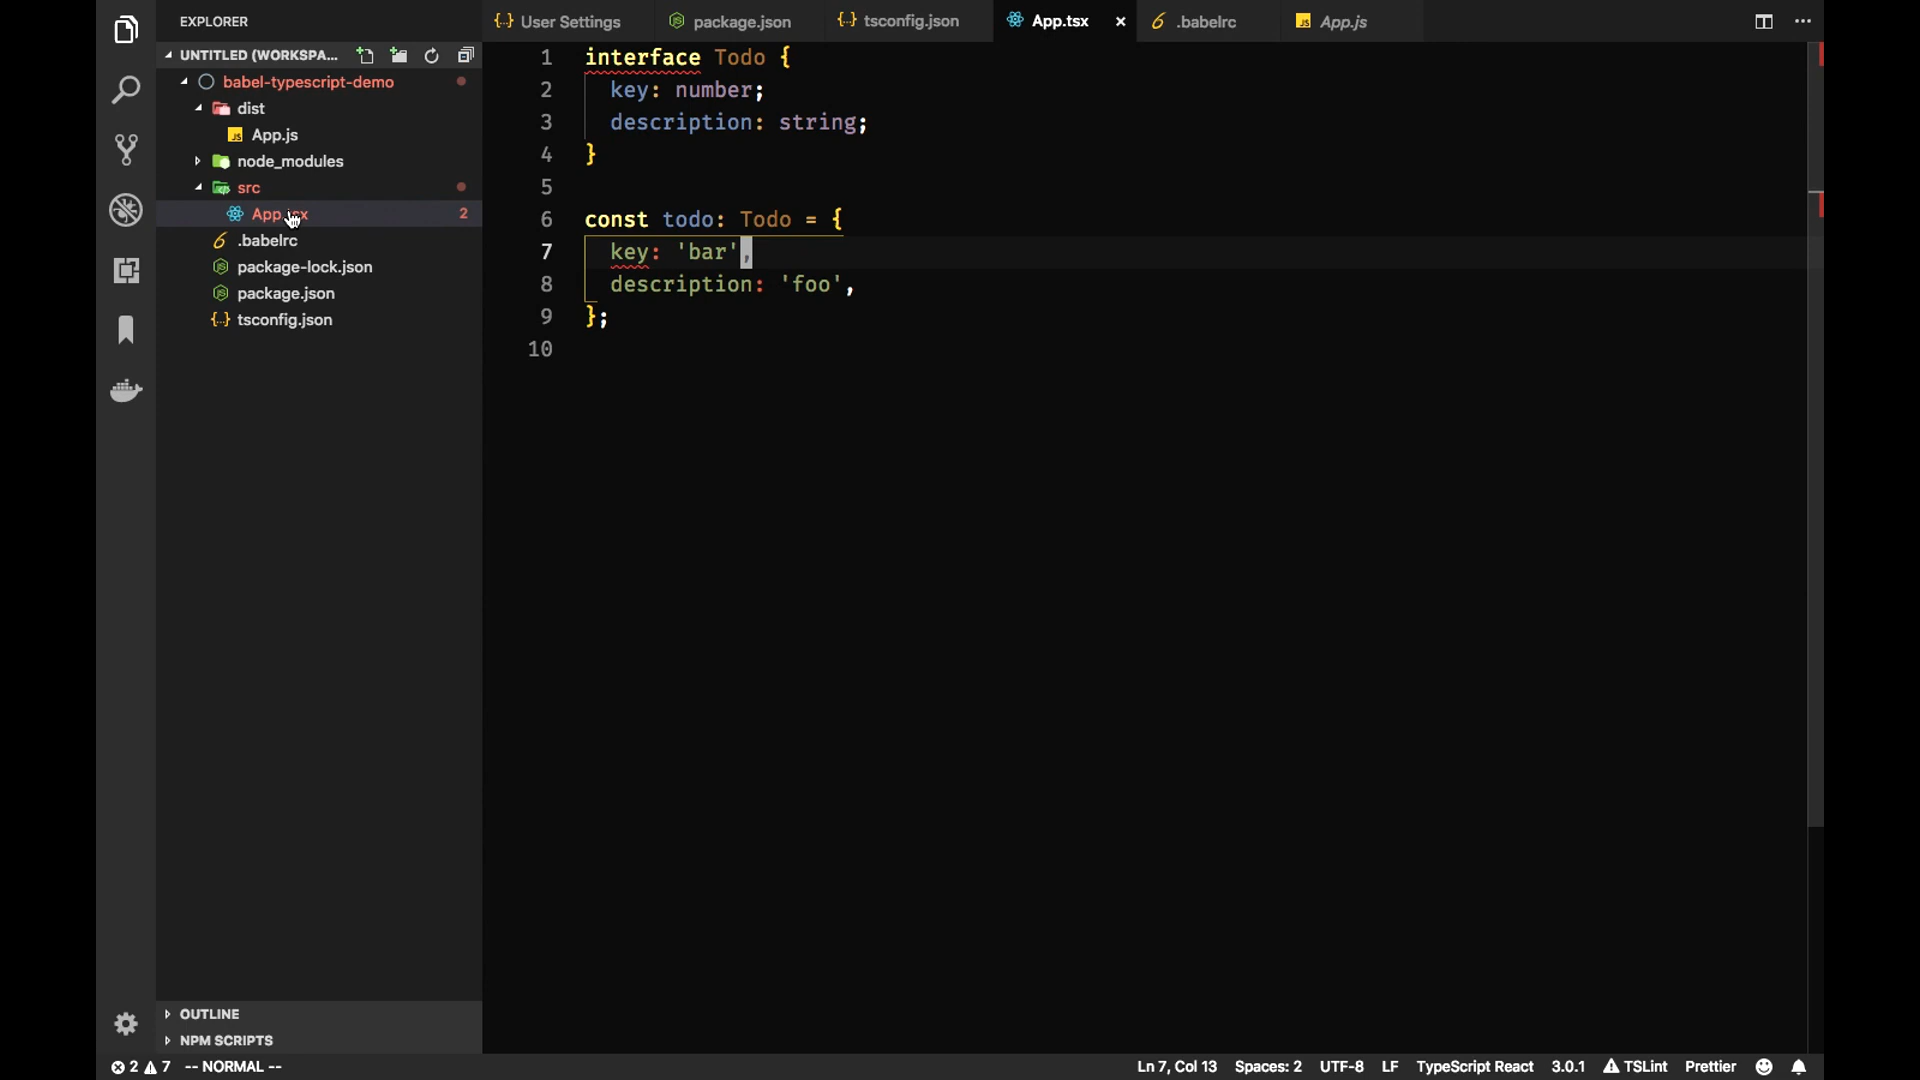 EXPLORER
User Settings
package.json
tsconfig.json
App.tsx
.babelrc
App.js
UNTITLED (WORKSPA...
babel-typescript-demo
dist
App.js
node_modules
src
2
.babelrc
package-lock.json
package.json
tsconfig.json
OUTLINE
NPM SCRIPTS
1 interface Todo {
2 key: number;
3 description: string;
4 }
5
6 const todo: Todo = {
7 key: 'bar',
8 description: 'foo',
9 };
10
2 7 -- NORMAL --
Ln 7, Col 13 Spaces: 2 UTF-8 LF TypeScript React 3.0.1 TSLint Prettier